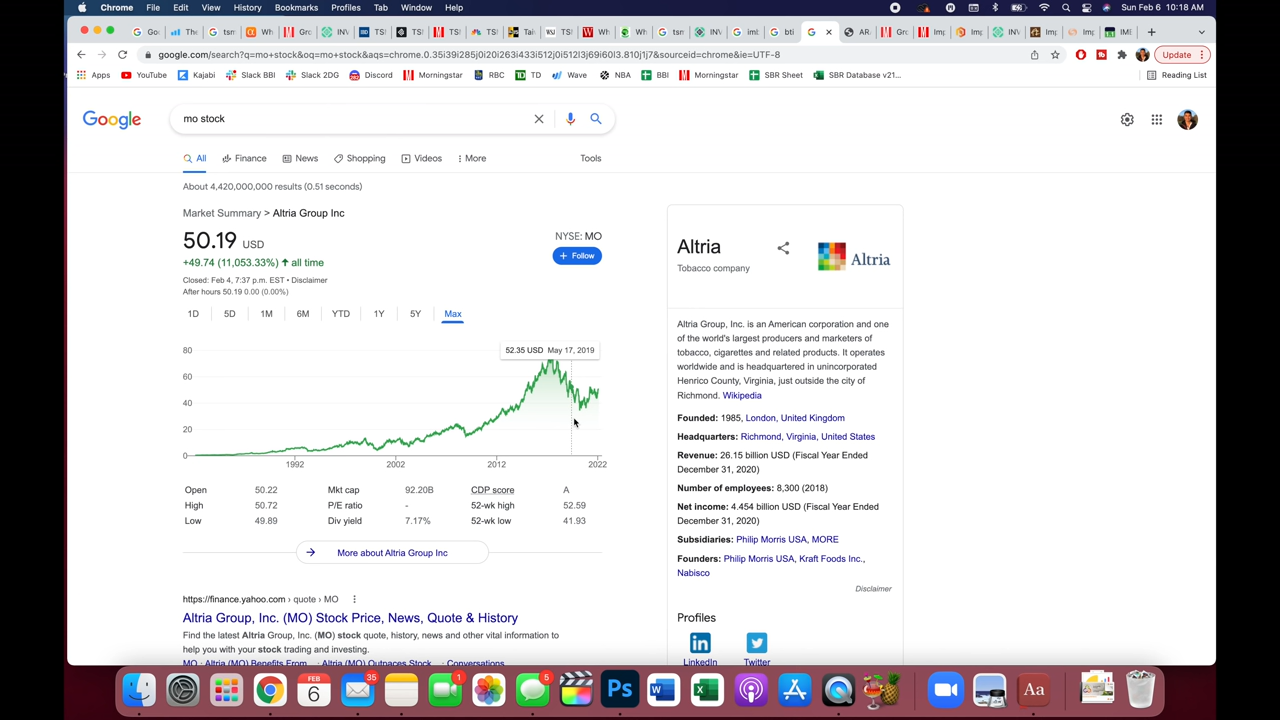 Chrome File Edit View History Bookmarks Profiles Tab Window Help
Sun Feb 6 10:18 AM
google.com/search?q=mo+stock&oq=mo+stock&aqs=chrome.0.35i39i285j0i20i263i433i512j0i512l3j69i60l3.810j1j7&sourceid=chrome&ie=UTF-8
Update
Apps YouTube Kajabi Slack BBI Slack 2DG Discord Morningstar RBC TD Wave NBA BBI Morningstar SBR Sheet SBR Database v21... Reading List
Google
mo stock
All Finance News Shopping Videos More Tools
About 4,420,000,000 results (0.51 seconds)
Market Summary > Altria Group Inc
50.19 USD
NYSE: MO
+ Follow
+49.74 (11,053.33%) all time
Closed: Feb 4, 7:37 p.m. EST • Disclaimer
After hours 50.19 0.00 (0.00%)
1D 5D 1M 6M YTD 1Y 5Y Max
52.35 USD May 17, 2019
80
60
40
20
0
1992 2002 2012 2022
Open 50.22 Mkt cap 92.20B CDP score A
High 50.72 P/E ratio - 52-wk high 52.59
Low 49.89 Div yield 7.17% 52-wk low 41.93
More about Altria Group Inc
https://finance.yahoo.com › quote › MO
Altria Group, Inc. (MO) Stock Price, News, Quote & History
Find the latest Altria Group, Inc. (MO) stock quote, history, news and other vital information to
help you with your stock trading and investing.
MO · Altria (MO) Benefits From... · Altria (MO) Outpaces Stock... · Conversations
Altria
Tobacco company
Altria
Altria Group, Inc. is an American corporation and one
of the world's largest producers and marketers of
tobacco, cigarettes and related products. It operates
worldwide and is headquartered in unincorporated
Henrico County, Virginia, just outside the city of
Richmond. Wikipedia
Founded: 1985, London, United Kingdom
Headquarters: Richmond, Virginia, United States
Revenue: 26.15 billion USD (Fiscal Year Ended
December 31, 2020)
Number of employees: 8,300 (2018)
Net income: 4.454 billion USD (Fiscal Year Ended
December 31, 2020)
Subsidiaries: Philip Morris USA, MORE
Founders: Philip Morris USA, Kraft Foods Inc.,
Nabisco
Disclaimer
Profiles
LinkedIn Twitter
FEB
6
35
1
5
Ps
Aa